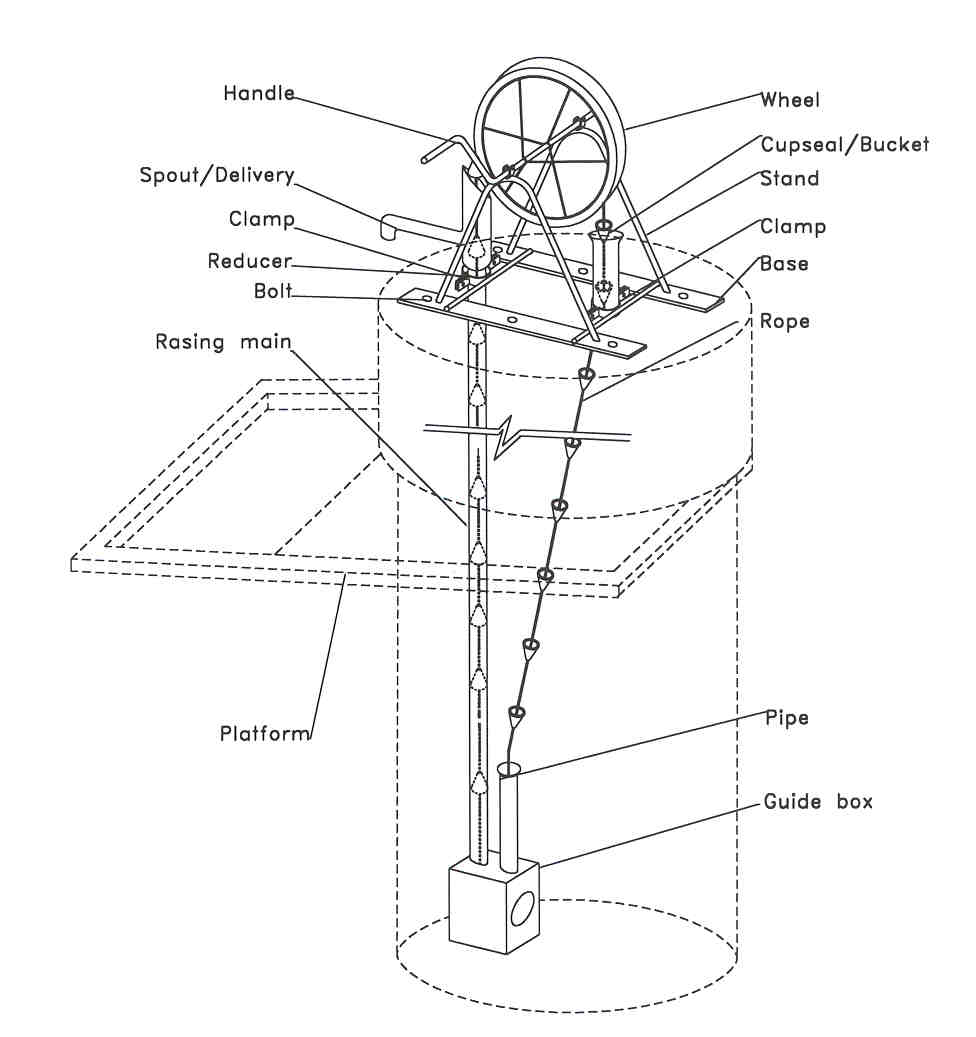 Handle
Wheel
Cupseal/Bucket
Spout/Delivery
Stand
Clamp
Clamp
Reducer
Base
Bolt
Rope
Rasing main
Platform
Pipe
Guide box